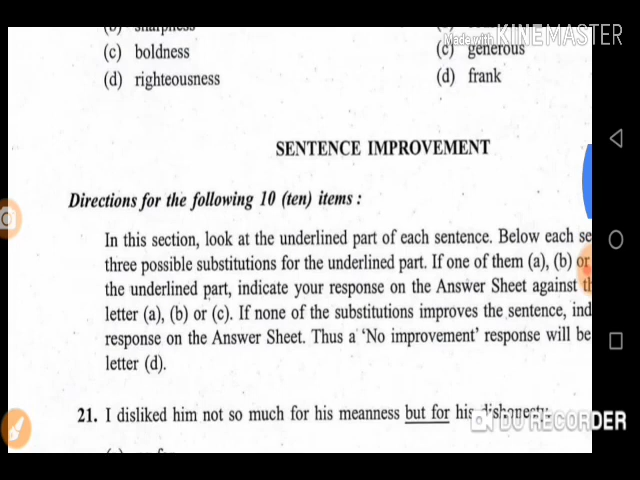 (b) sharpness
(c) boldness
(d) righteousness
Made with KINEMASTER
(c) generous
(d) frank
SENTENCE IMPROVEMENT
Directions for the following 10 (ten) items :
In this section, look at the underlined part of each sentence. Below each se
three possible substitutions for the underlined part. If one of them (a), (b) or
the underlined part, indicate your response on the Answer Sheet against th
letter (a), (b) or (c). If none of the substitutions improves the sentence, ind
response on the Answer Sheet. Thus a ‘No improvement’ response will be
letter (d).
21. I disliked him not so much for his meanness but for his dishonesty.
DU RECORDER